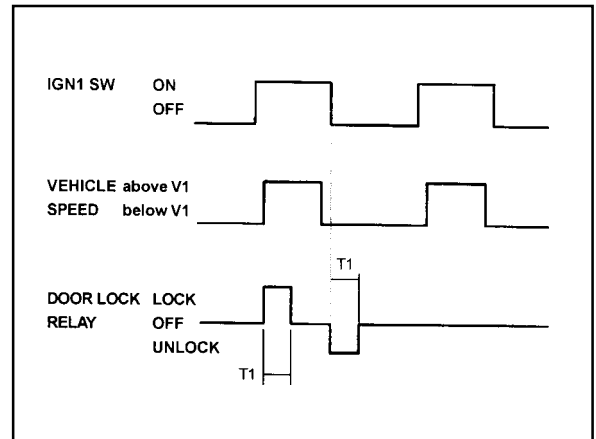 IGN1 SW ON
OFF
VEHICLE above V1
SPEED below V1
T1
DOOR LOCK LOCK
RELAY OFF
UNLOCK
T1